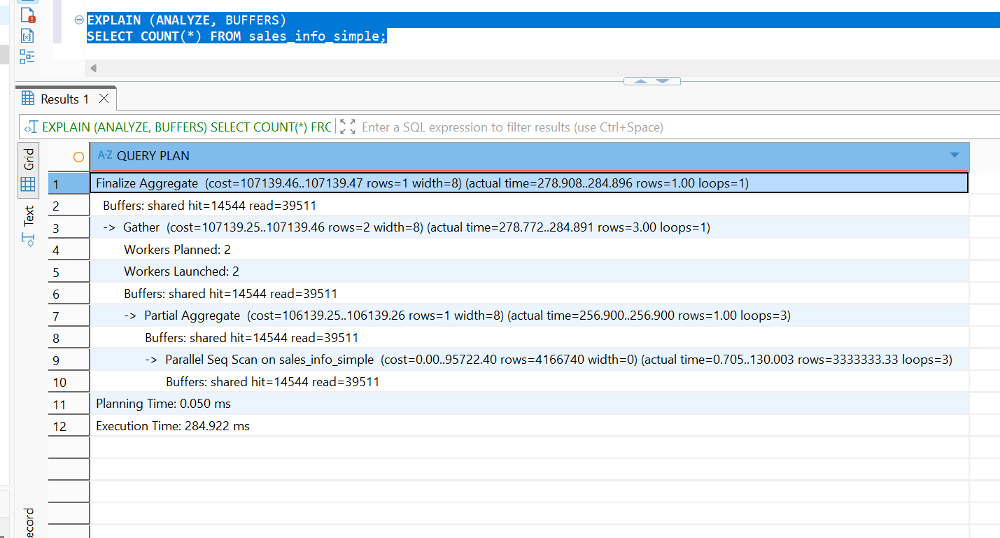 EXPLAIN (ANALYZE, BUFFERS)
SELECT COUNT(*) FROM sales_info_simple;
Results 1
EXPLAIN (ANALYZE, BUFFERS) SELECT COUNT(*) FRC
Enter a SQL expression to filter results (use Ctrl+Space)
Grid
Text
ecord
A-Z QUERY PLAN
1 Finalize Aggregate (cost=107139.46..107139.47 rows=1 width=8) (actual time=278.908..284.896 rows=1.00 loops=1)
2 Buffers: shared hit=14544 read=39511
3 -> Gather (cost=107139.25..107139.46 rows=2 width=8) (actual time=278.772..284.891 rows=3.00 loops=1)
4 Workers Planned: 2
5 Workers Launched: 2
6 Buffers: shared hit=14544 read=39511
7 -> Partial Aggregate (cost=106139.25..106139.26 rows=1 width=8) (actual time=256.900..256.900 rows=1.00 loops=3)
8 Buffers: shared hit=14544 read=39511
9 -> Parallel Seq Scan on sales_info_simple (cost=0.00..95722.40 rows=4166740 width=0) (actual time=0.705..130.003 rows=3333333.33 loops=3)
10 Buffers: shared hit=14544 read=39511
11 Planning Time: 0.050 ms
12 Execution Time: 284.922 ms